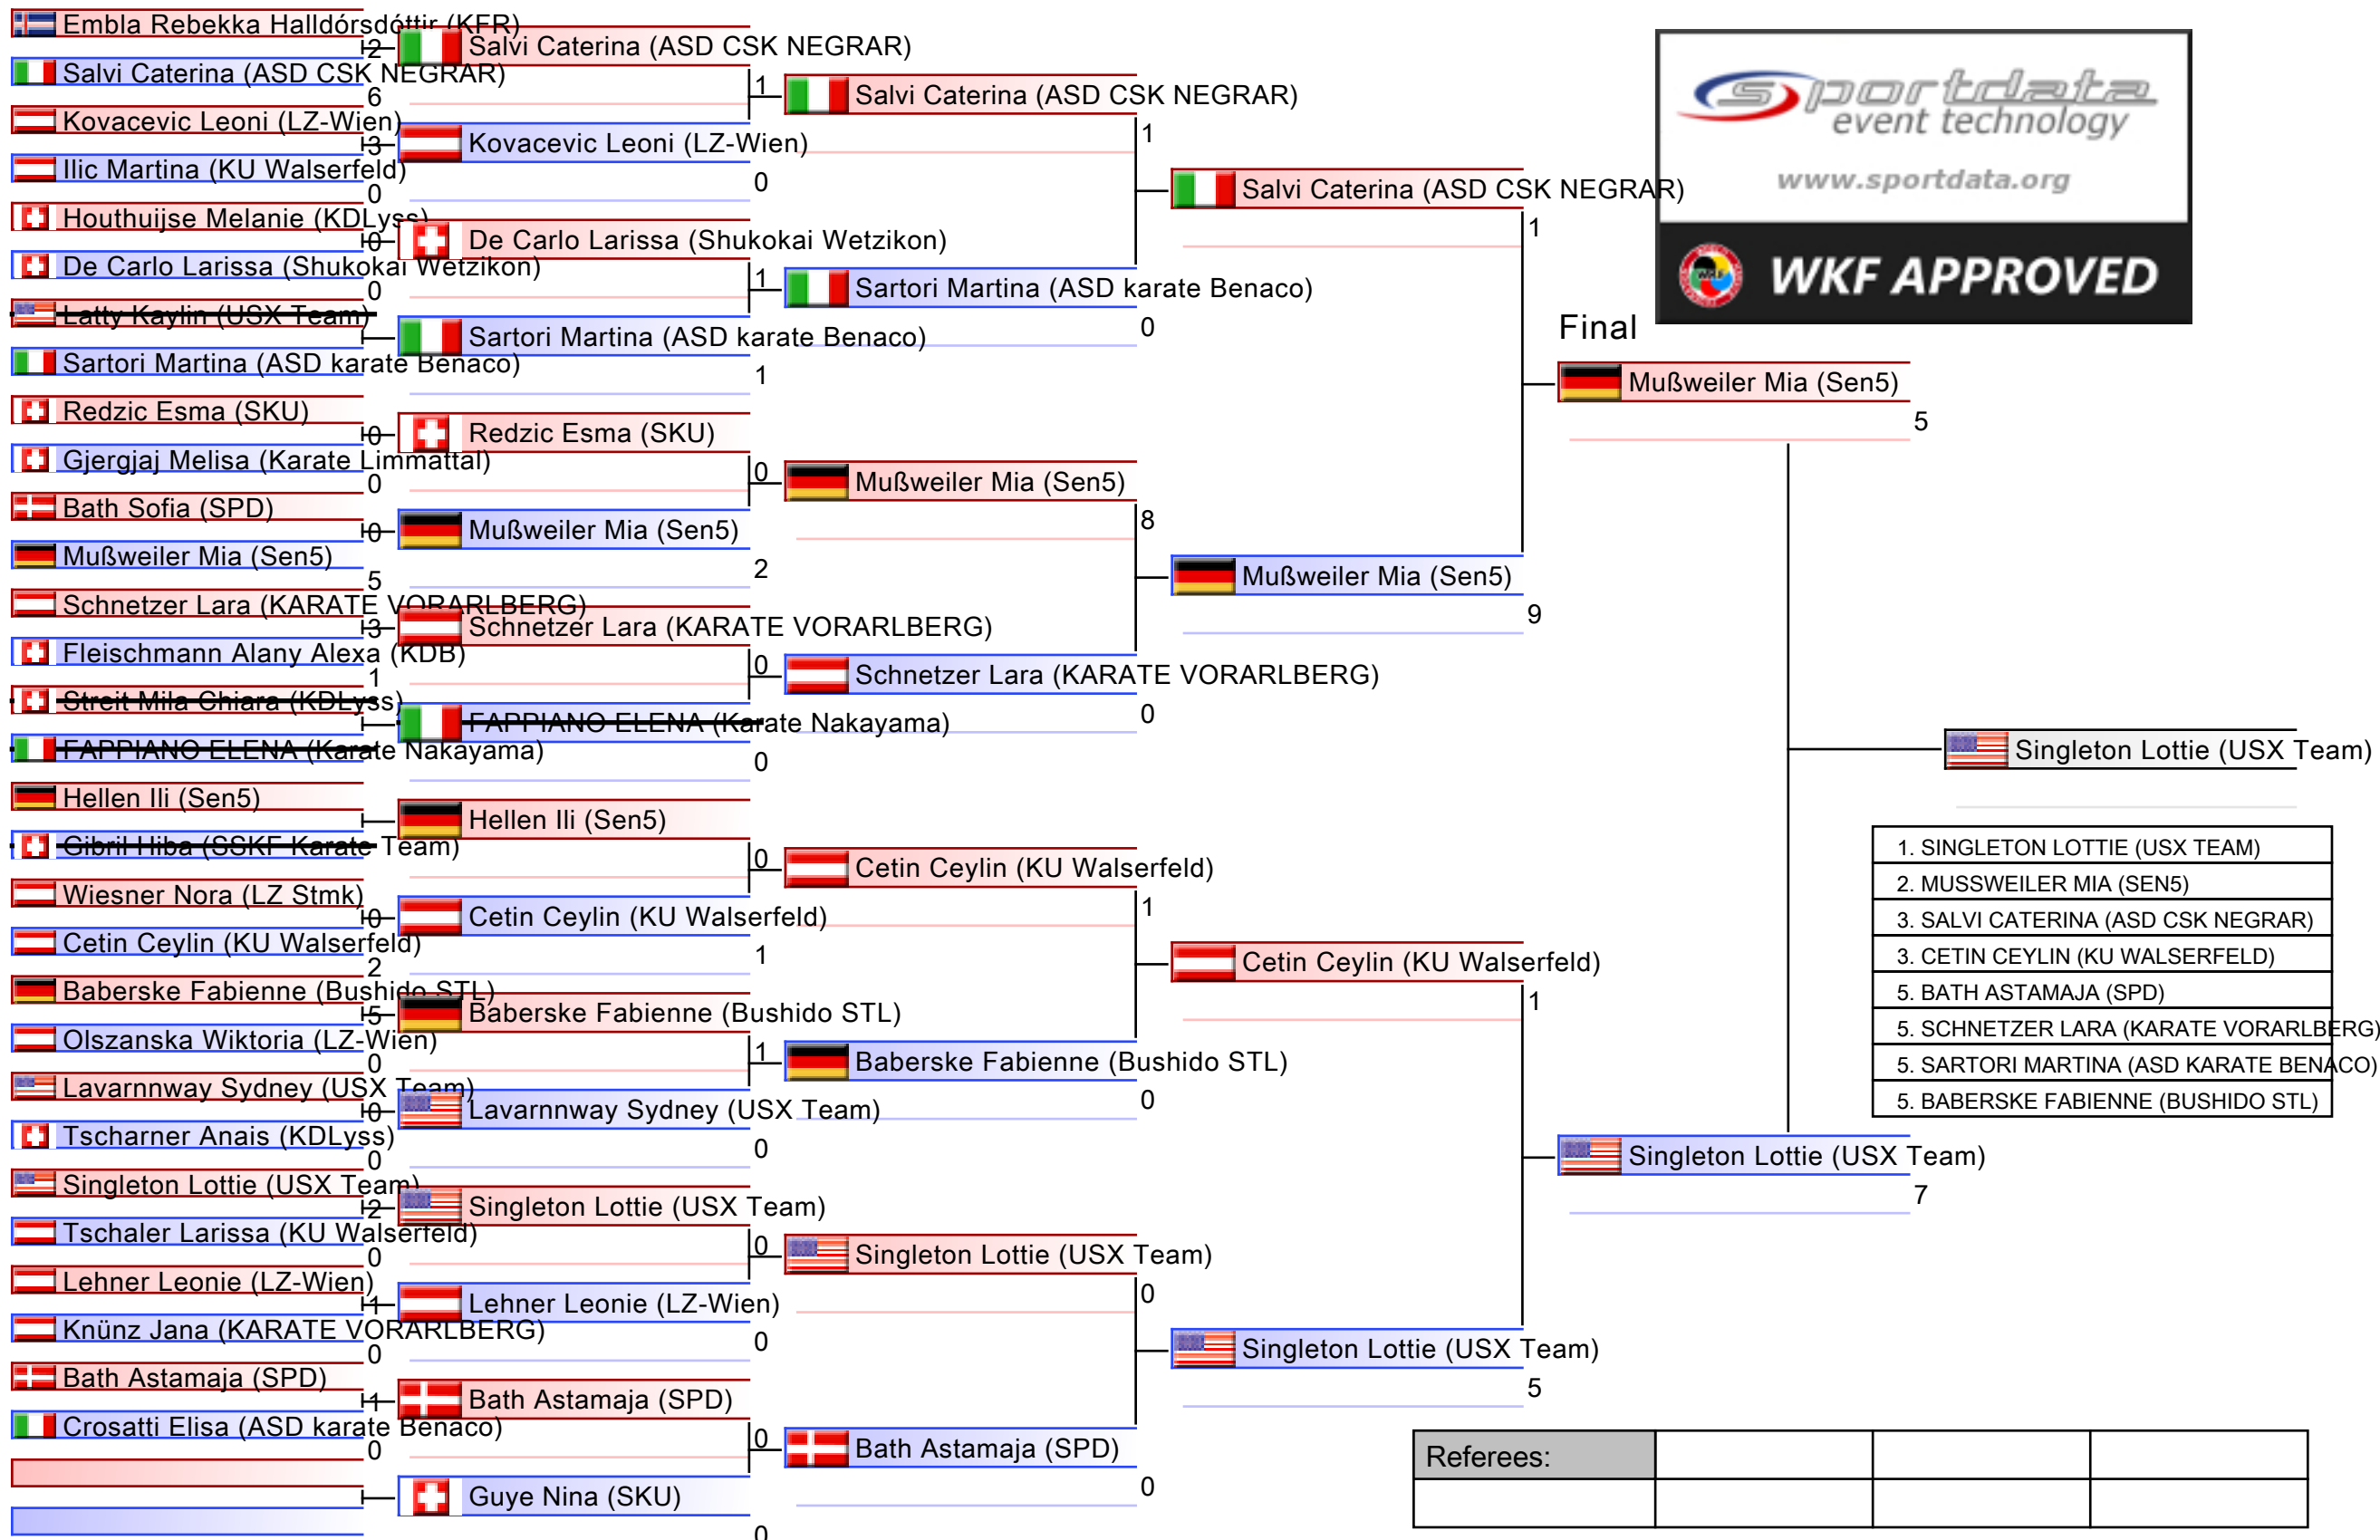 Embla Rebekka Halldórsdóttir (KFR)
2
Salvi Caterina (ASD CSK NEGRAR)
6
Kovacevic Leoni (LZ-Wien)
3
Ilic Martina (KU Walserfeld)
0
Houthuijse Melanie (KDLyss)
0
De Carlo Larissa (Shukokai Wetzikon)
0
Latty Kaylin (USX Team)
Sartori Martina (ASD karate Benaco)
Redzic Esma (SKU)
0
Gjergjaj Melisa (Karate Limmattal)
0
Bath Sofia (SPD)
0
Mußweiler Mia (Sen5)
5
Schnetzer Lara (KARATE VORARLBERG)
3
Fleischmann Alany Alexa (KDB)
1
Streit Mila Chiara (KDLyss)
FAPPIANO ELENA (Karate Nakayama)
Hellen Ili (Sen5)
Gibril Hiba (SSKF Karate Team)
Wiesner Nora (LZ Stmk)
0
Cetin Ceylin (KU Walserfeld)
2
Baberske Fabienne (Bushido STL)
5
Olszanska Wiktoria (LZ-Wien)
0
Lavarnnway Sydney (USX Team)
0
Tscharner Anais (KDLyss)
0
Singleton Lottie (USX Team)
2
Tschaler Larissa (KU Walserfeld)
0
Lehner Leonie (LZ-Wien)
1
Knünz Jana (KARATE VORARLBERG)
0
Bath Astamaja (SPD)
1
Crosatti Elisa (ASD karate Benaco)
0
Salvi Caterina (ASD CSK NEGRAR)
1
Kovacevic Leoni (LZ-Wien)
0
De Carlo Larissa (Shukokai Wetzikon)
1
Sartori Martina (ASD karate Benaco)
1
Redzic Esma (SKU)
0
Mußweiler Mia (Sen5)
2
Schnetzer Lara (KARATE VORARLBERG)
0
FAPPIANO ELENA (Karate Nakayama)
0
Hellen Ili (Sen5)
0
Cetin Ceylin (KU Walserfeld)
1
Baberske Fabienne (Bushido STL)
1
Lavarnnway Sydney (USX Team)
0
Singleton Lottie (USX Team)
0
Lehner Leonie (LZ-Wien)
0
Bath Astamaja (SPD)
0
Guye Nina (SKU)
0
Salvi Caterina (ASD CSK NEGRAR)
1
Sartori Martina (ASD karate Benaco)
0
Mußweiler Mia (Sen5)
8
Schnetzer Lara (KARATE VORARLBERG)
0
Cetin Ceylin (KU Walserfeld)
1
Baberske Fabienne (Bushido STL)
0
Singleton Lottie (USX Team)
0
Bath Astamaja (SPD)
0
Salvi Caterina (ASD CSK NEGRAR)
1
Mußweiler Mia (Sen5)
9
Cetin Ceylin (KU Walserfeld)
1
Singleton Lottie (USX Team)
5
Final
Mußweiler Mia (Sen5)
5
Singleton Lottie (USX Team)
7
Singleton Lottie (USX Team)
sportdata
event technology
www.sportdata.org
WKF
WKF APPROVED
1. SINGLETON LOTTIE (USX TEAM)
2. MUSSWEILER MIA (SEN5)
3. SALVI CATERINA (ASD CSK NEGRAR)
3. CETIN CEYLIN (KU WALSERFELD)
5. BATH ASTAMAJA (SPD)
5. SCHNETZER LARA (KARATE VORARLBERG)
5. SARTORI MARTINA (ASD KARATE BENACO)
5. BABERSKE FABIENNE (BUSHIDO STL)
Referees: